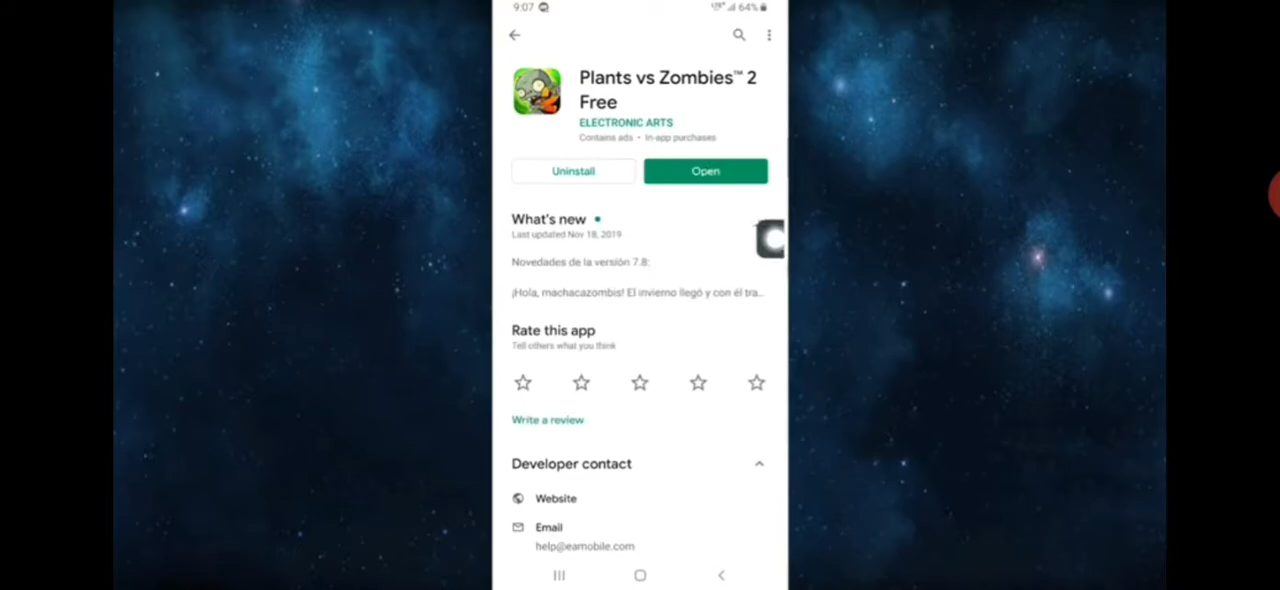 9:07
64%
Plants vs Zombies™ 2
Free
ELECTRONIC ARTS
Contains ads • In-app purchases
Uninstall
Open
What's new
Last updated Nov 18, 2019
Novedades de la versión 7.8:
¡Hola, machacazombis! El invierno llegó y con él tra...
Rate this app
Tell others what you think
Write a review
Developer contact
Website
Email
help@eamobile.com